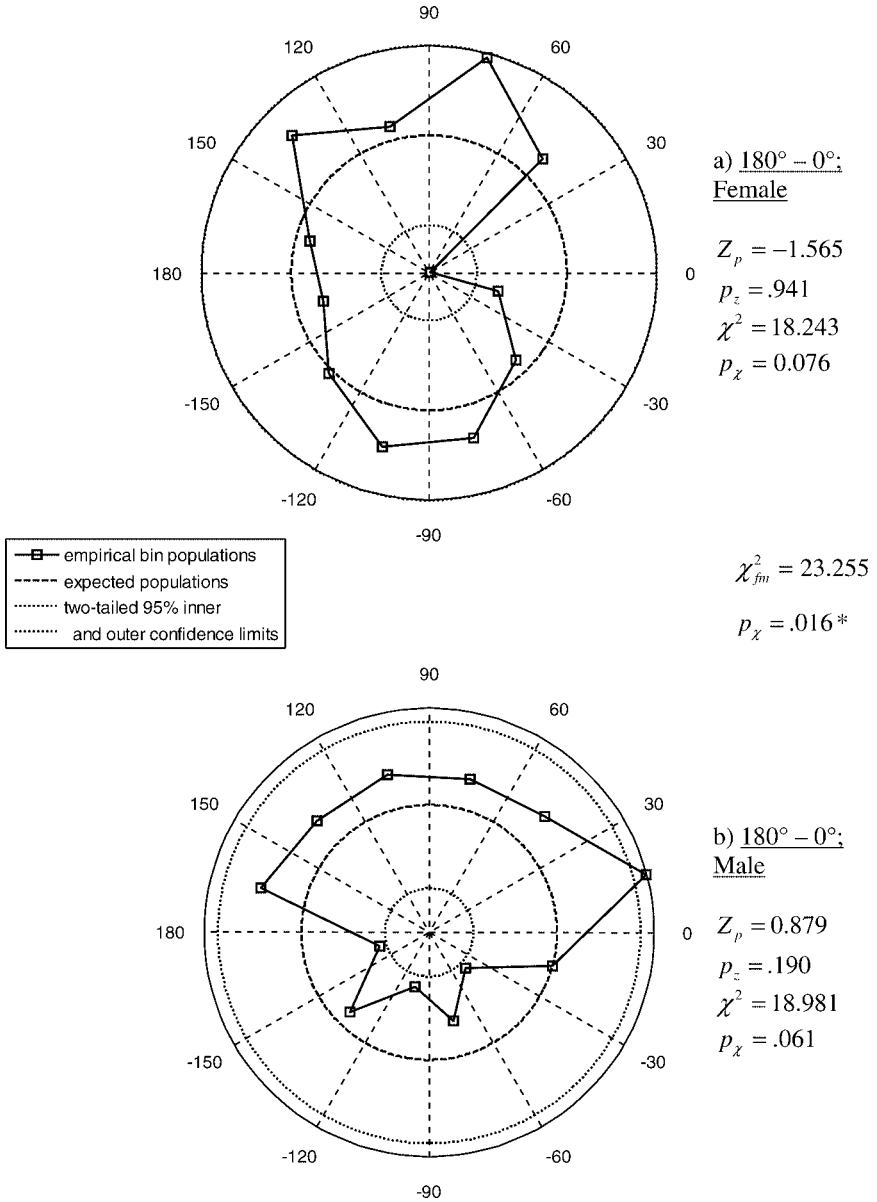 90
120
60
150
30
180
0
-150
-30
-120
-60
-90
a) 180° – 0°;
Female
Z_p = −1.565
p_z = .941
χ² = 18.243
p_χ = 0.076
empirical bin populations
expected populations
two-tailed 95% inner
and outer confidence limits
χ²_fm = 23.255
p_χ = .016 *
90
120
60
150
30
180
0
-150
-30
-120
-60
-90
b) 180° – 0°;
Male
Z_p = 0.879
p_z = .190
χ² = 18.981
p_χ = .061